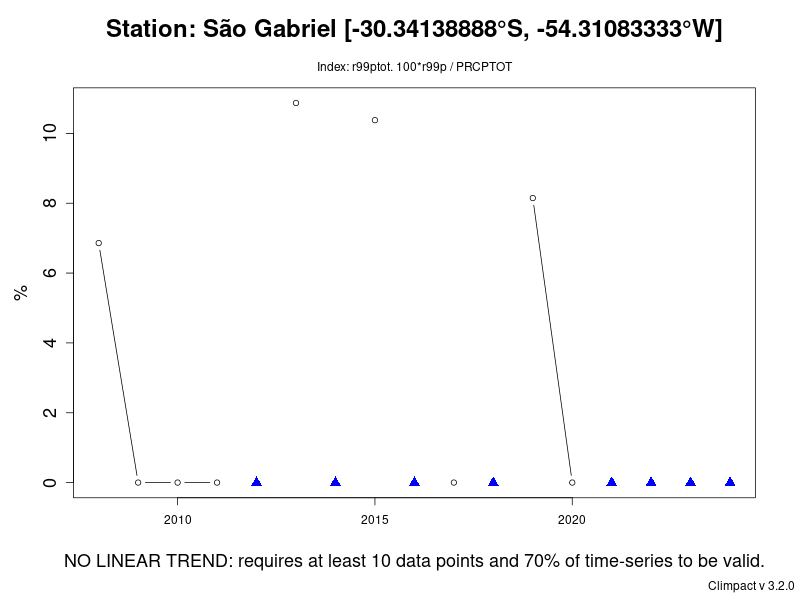 Station: São Gabriel [-30.34138888°S, -54.31083333°W]
Index: r99ptot. 100*r99p / PRCPTOT
10
8
6
4
2
0
%
2010 2015 2020
NO LINEAR TREND: requires at least 10 data points and 70% of time-series to be valid.
Climpact v 3.2.0